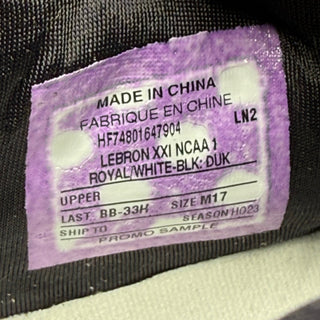 MADE IN CHINA
FABRIQUE EN CHINE
HF74801647904 LN2
LEBRON XXI NCAA 1
ROYAL/WHITE-BLK: DUK
UPPER
LAST. BB-33H SIZE M17
SHIP TO SEASON HO23
PROMO SAMPLE